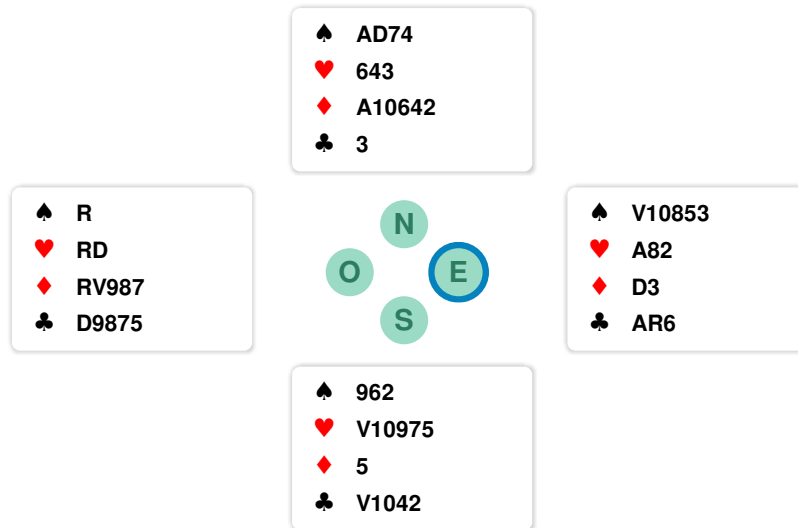 ♠ AD74
♥ 643
♦ A10642
♣ 3
♠ R
♥ RD
♦ RV987
♣ D9875
N
O E
S
♠ V10853
♥ A82
♦ D3
♣ AR6
♠ 962
♥ V10975
♦ 5
♣ V1042